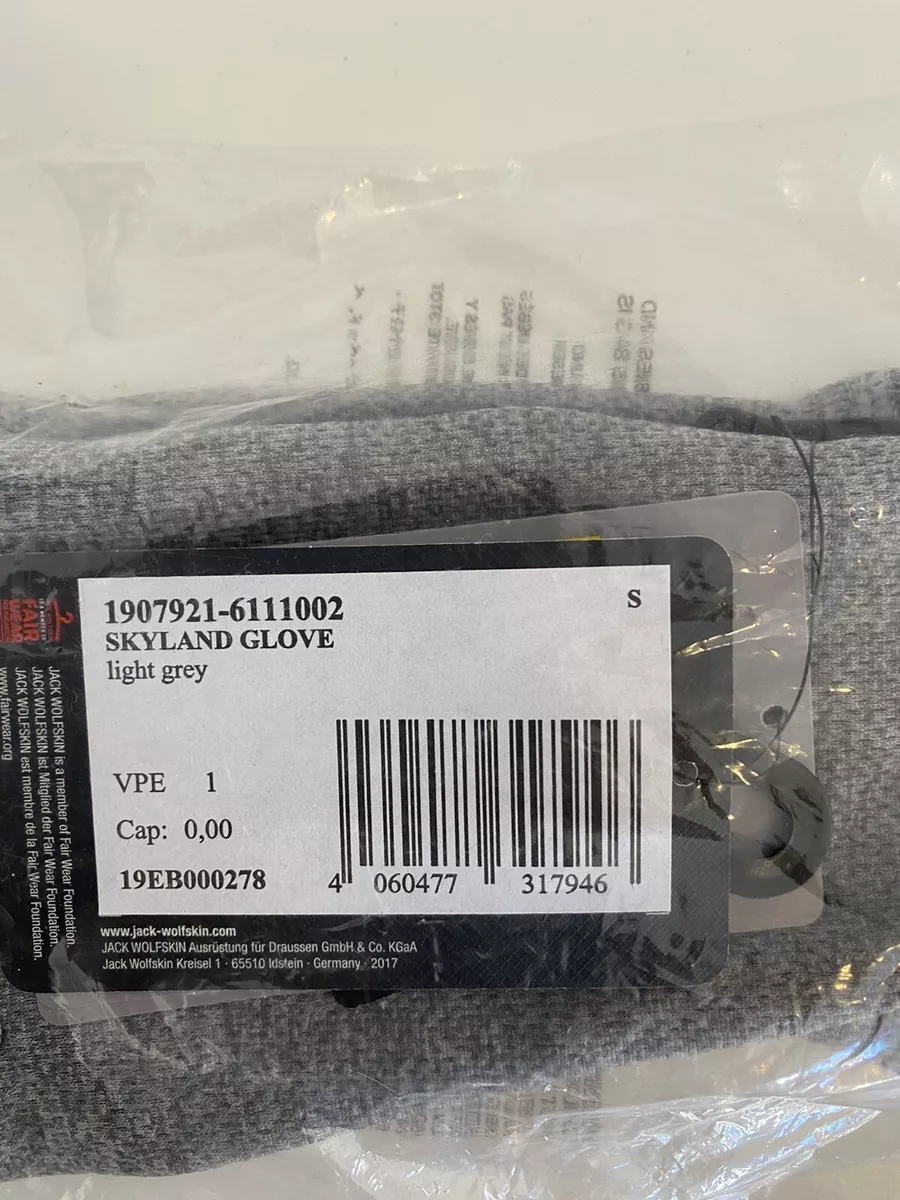 1907921-6111002
S
SKYLAND GLOVE
light grey
VPE 1
Cap: 0,00
19EB000278
4 060477 317946
www.jack-wolfskin.com
JACK WOLFSKIN Ausrüstung für Draussen GmbH & Co. KGaA
Jack Wolfskin Kreisel 1 · 65510 Idstein · Germany · 2017
FAIR
WEAR
JACK WOLFSKIN is a member of Fair Wear Foundation.
JACK WOLFSKIN ist Mitglied der Fair Wear Foundation.
JACK WOLFSKIN est membre de la Fair Wear Foundation.
www.fairwear.org